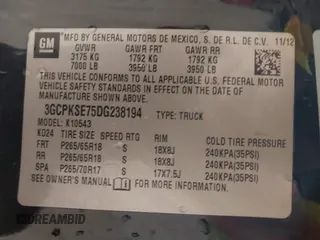 GM
MFD BY GENERAL MOTORS DE MEXICO, S. DE R.L. DE C.V. 11/12
GVWR GAWR FRT GAWR RR
3175 KG 1792 KG 1792 KG
7000 LB 3950 LB 3950 LB
THIS VEHICLE CONFORMS TO ALL APPLICABLE U.S. FEDERAL
MOTOR VEHICLE SAFETY STANDARDS IN EFFECT ON THE DATE OF
MANUFACTURE SHOWN ABOVE.
3GCPKSE75DG238194 TYPE: TRUCK
MODEL: K10543
K024 TIRE SIZE SPEED RTG RIM COLD TIRE PRESSURE
FRT P265/65R18 S 18X8J 240KPA(35PSI)
RR P265/65R18 S 18X8J 240KPA(35PSI)
SPA P265/70R17 S 17X7.5J 240KPA(35PSI)
SEE OWNER'S MANUAL FOR ADDITIONAL INFORMATION
DREAMBID